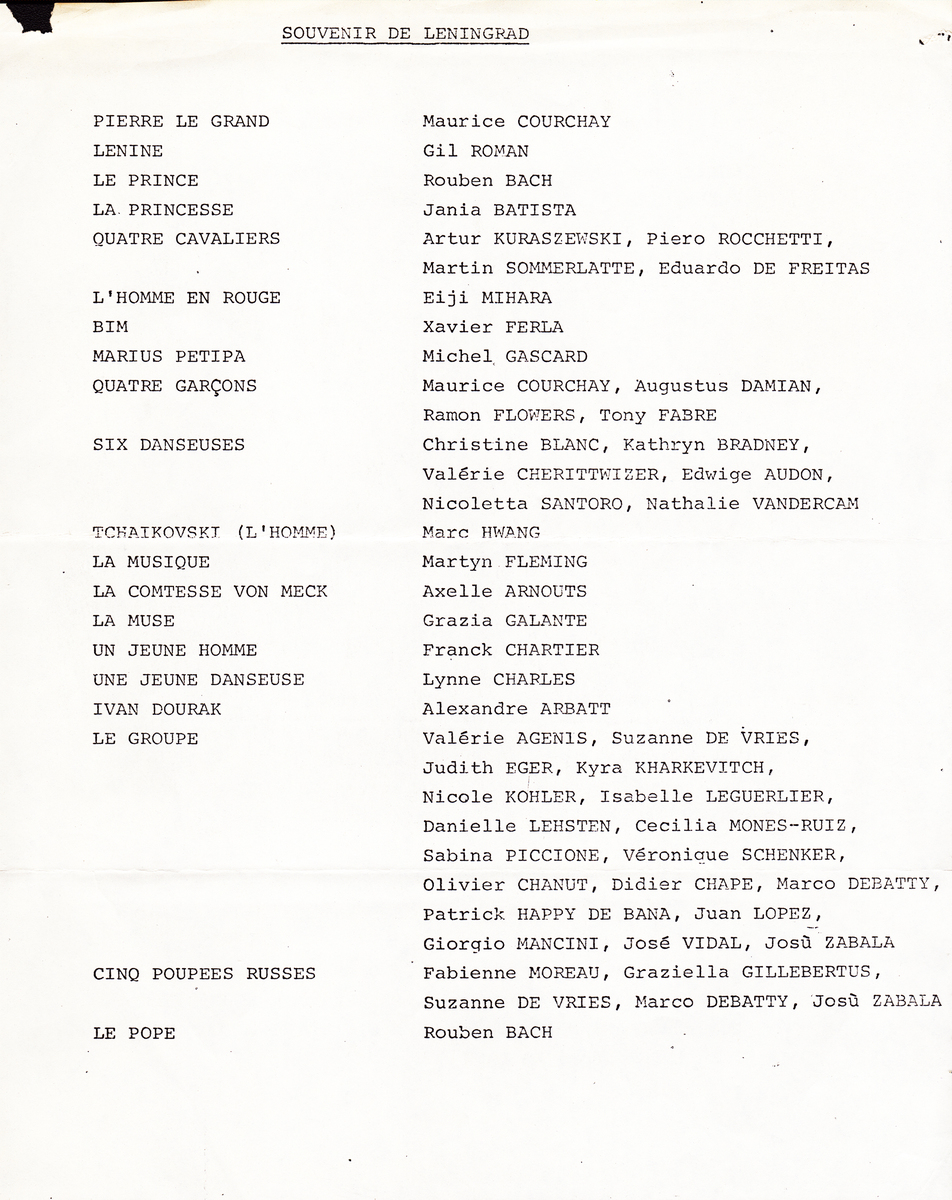 SOUVENIR DE LENINGRAD
PIERRE LE GRAND Maurice COURCHAY
LENINE Gil ROMAN
LE PRINCE Rouben BACH
LA PRINCESSE Jania BATISTA
QUATRE CAVALIERS Artur KURASZEWSKI, Piero ROCCHETTI,
Martin SOMMERLATTE, Eduardo DE FREITAS
L'HOMME EN ROUGE Eiji MIHARA
BIM Xavier FERLA
MARIUS PETIPA Michel GASCARD
QUATRE GARÇONS Maurice COURCHAY, Augustus DAMIAN,
Ramon FLOWERS, Tony FABRE
SIX DANSEUSES Christine BLANC, Kathryn BRADNEY,
Valérie CHERITTWIZER, Edwige AUDON,
Nicoletta SANTORO, Nathalie VANDERCAM
TCHAIKOVSKI (L'HOMME) Marc HWANG
LA MUSIQUE Martyn FLEMING
LA COMTESSE VON MECK Axelle ARNOUTS
LA MUSE Grazia GALANTE
UN JEUNE HOMME Franck CHARTIER
UNE JEUNE DANSEUSE Lynne CHARLES
IVAN DOURAK Alexandre ARBATT
LE GROUPE Valérie AGEN1S, Suzanne DE VRIES,
Judith EGER, Kyra KHARKEVITCH,
Nicole KOHLER, Isabelle LEGUERLIER,
Danielle LEHSTEN, Cecilia MONES-RUIZ,
Sabina PICCIONE, Véronique SCHENKER,
Olivier CHANUT, Didier CHAPE, Marco DEBATTY,
Patrick HAPPY DE BANA, Juan LOPEZ,
Giorgio MANCINI, José VIDAL, Josù ZABALA
CINQ POUPEES RUSSES Fabienne MOREAU, Graziella GILLEBERTUS,
Suzanne DE VRIES, Marco DEBATTY, Josù ZABALA
LE POPE Rouben BACH